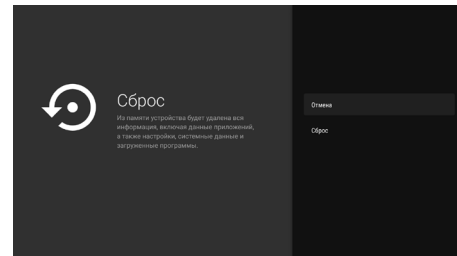 Сброс
Из памяти устройства будет удалена вся
информация, включая данные приложений,
а также настройки, системные данные и
загруженные программы.
Отмена
Сброс